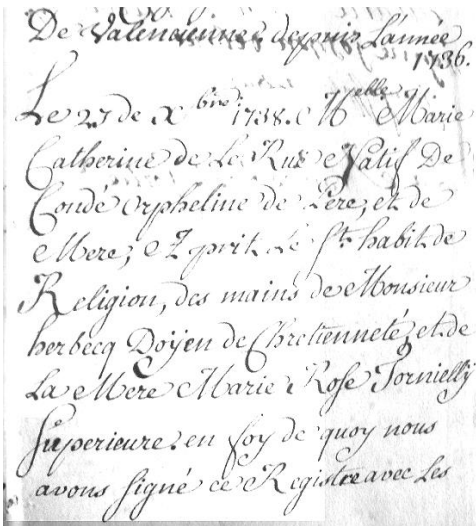 De Valenciennes depuis L'année
1736.
Le 27 de Xbre: 1738. Melle Marie
Catherine de Le Rue Natif De
Condé orpheline de Pere, et de
Mere; prit Le St habit de
Religion, des mains de Monsieur
herbecq Doÿen de Chretienneté, et de
La Mere Marie Rose Tornielly
Superieure. en foy de quoy nous
avons signé ce Registre avec Les